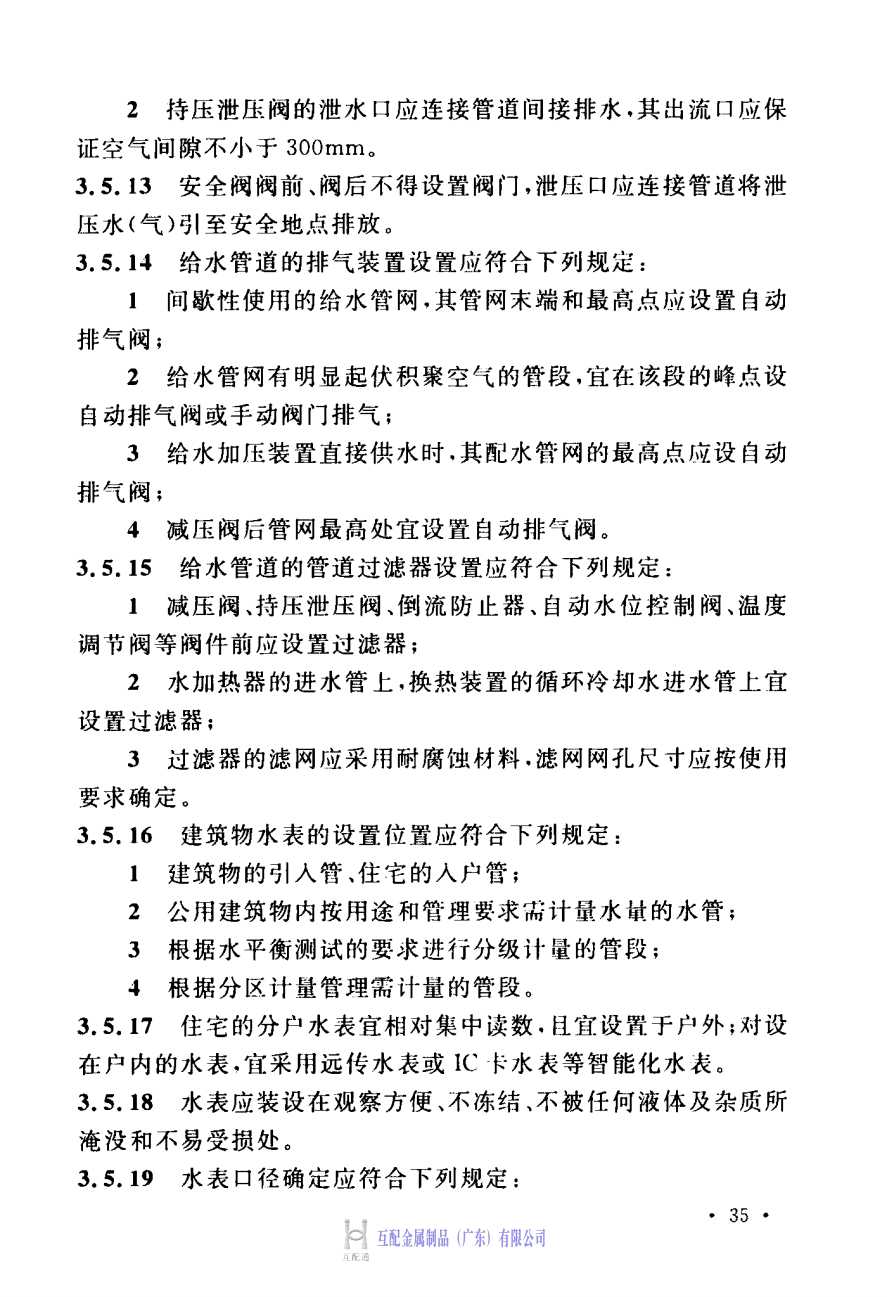 2 持压泄压阀的泄水口应连接管道间接排水,其出流口应保
证空气间隙不小于 300mm。
3.5.13 安全阀阀前、阀后不得设置阀门,泄压口应连接管道将泄
压水(气)引至安全地点排放。
3.5.14 给水管道的排气装置设置应符合下列规定:
1 间歇性使用的给水管网,其管网末端和最高点应设置自动
排气阀;
2 给水管网有明显起伏积聚空气的管段,宜在该段的峰点设
自动排气阀或手动阀门排气;
3 给水加压装置直接供水时,其配水管网的最高点应设自动
排气阀;
4 减压阀后管网最高处宜设置自动排气阀。
3.5.15 给水管道的管道过滤器设置应符合下列规定:
1 减压阀、持压泄压阀、倒流防止器、自动水位控制阀、温度
调节阀等阀件前应设置过滤器;
2 水加热器的进水管上,换热装置的循环冷却水进水管上宜
设置过滤器;
3 过滤器的滤网应采用耐腐蚀材料,滤网网孔尺寸应按使用
要求确定。
3.5.16 建筑物水表的设置位置应符合下列规定:
1 建筑物的引入管、住宅的入户管;
2 公用建筑物内按用途和管理要求需计量水量的水管;
3 根据水平衡测试的要求进行分级计量的管段;
4 根据分区计量管理需计量的管段。
3.5.17 住宅的分户水表宜相对集中读数,且宜设置于户外;对设
在户内的水表,宜采用远传水表或 IC 卡水表等智能化水表。
3.5.18 水表应装设在观察方便、不冻结、不被任何液体及杂质所
淹没和不易受损处。
3.5.19 水表口径确定应符合下列规定:
• 35 •
互配金属制品(广东)有限公司
互配通